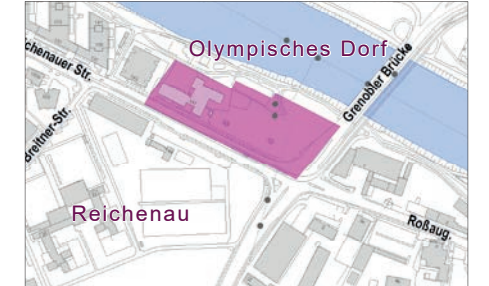 Olympisches Dorf
chenauer Str.
Grenobler Brücke
Breitner-Str.
Reichenau
Roßaug.